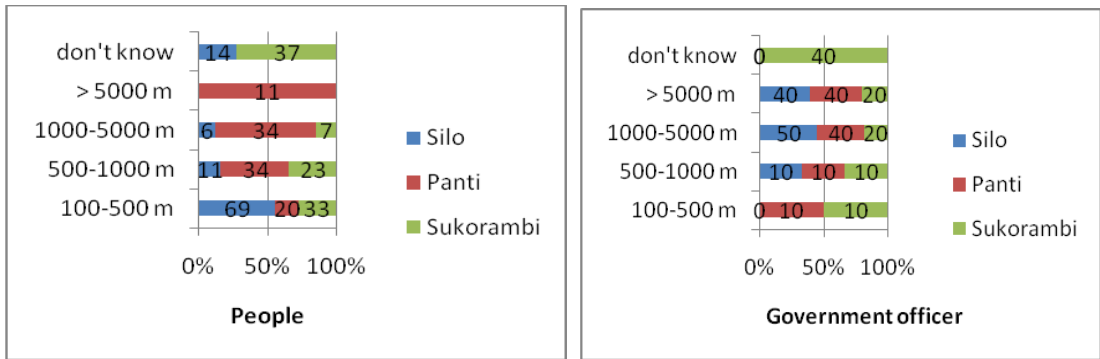 don't know 14 37
> 5000 m 11
1000-5000 m 6 34 7
500-1000 m 11 34 23
100-500 m 69 20 33
0% 50% 100%
People
Silo
Panti
Sukorambi
don't know 0 40
> 5000 m 40 40 20
1000-5000 m 50 40 20
500-1000 m 10 10 10
100-500 m 0 10 10
0% 50% 100%
Government officer
Silo
Panti
Sukorambi